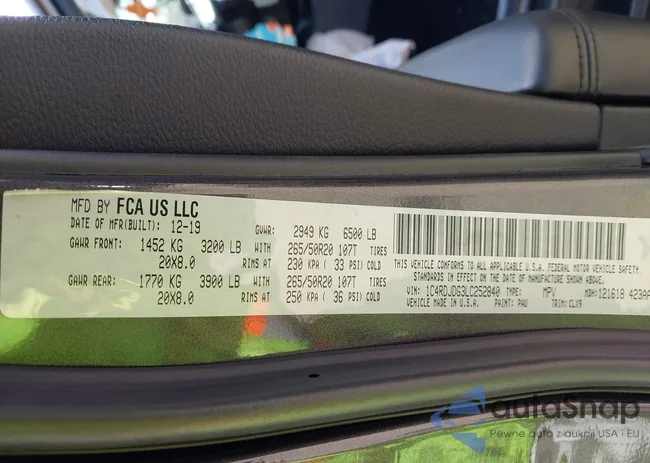 MFD BY FCA US LLC
DATE OF MFR(BUILT): 12-19 GVWR: 2949 KG 6500 LB
GAWR FRONT: 1452 KG 3200 LB WITH 265/50R20 107T TIRES
20X8.0 RIMS AT 230 KPA ( 33 PSI) COLD
GAWR REAR: 1770 KG 3900 LB WITH 265/50R20 107T TIRES
20X8.0 RIMS AT 250 KPA ( 36 PSI) COLD
THIS VEHICLE CONFORMS TO ALL APPLICABLE U.S.A. FEDERAL MOTOR VEHICLE SAFETY
STANDARDS IN EFFECT ON THE DATE OF MANUFACTURE SHOWN ABOVE.
VIN: 1C4RDJDG3LC252840 TYPE: MPV MDH:121618 423AA
PAINT: PAU TRIM: CLX9
autoSnap
Pewne auta z aukcji USA i EU